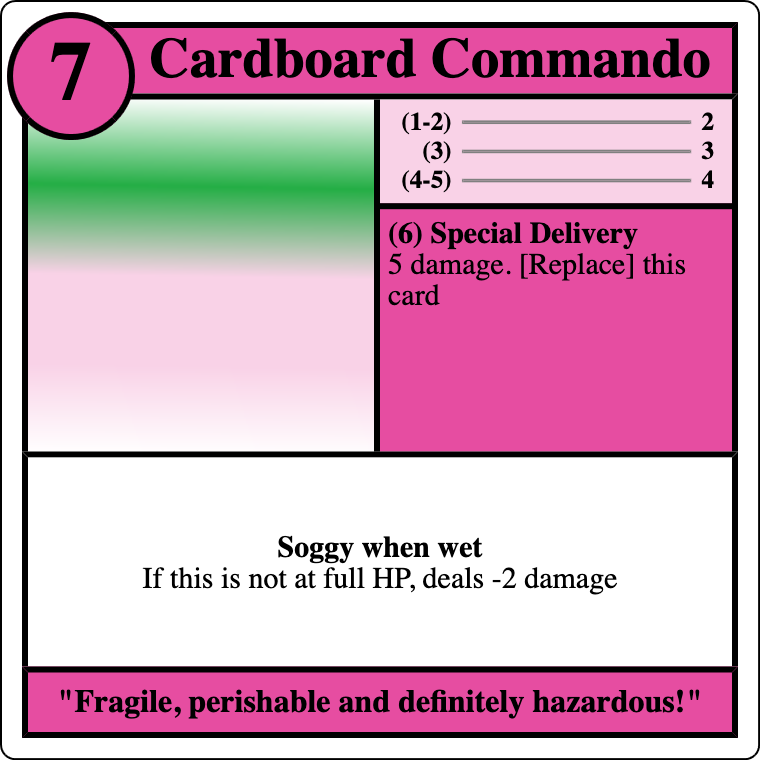 7
Cardboard Commando
(1-2) 2
(3) 3
(4-5) 4
(6) Special Delivery
5 damage. [Replace] this
card
Soggy when wet
If this is not at full HP, deals -2 damage
"Fragile, perishable and definitely hazardous!"